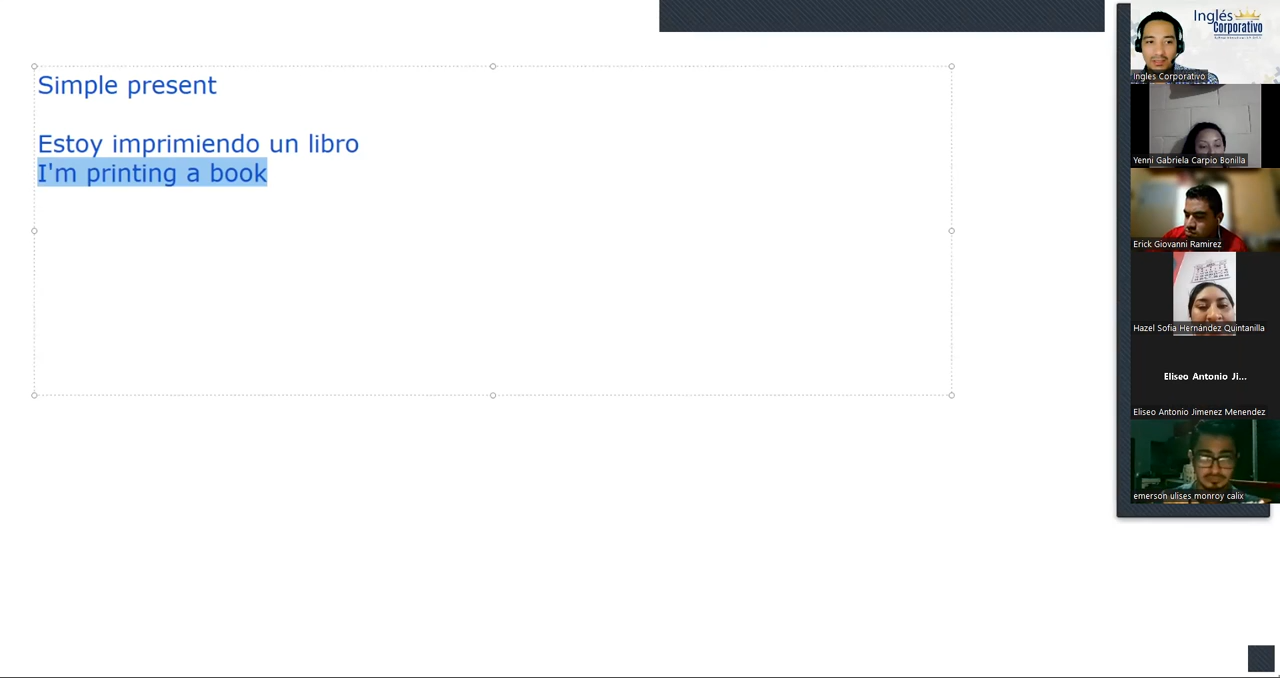 Simple present
Estoy imprimiendo un libro
I'm printing a book
Inglés
Corporativo
Ingles Corporativo
Yenni Gabriela Carpio Bonilla
Erick Giovanni Ramirez
Hazel Sofia Hernández Quintanilla
Eliseo Antonio Ji...
Eliseo Antonio Jimenez Menendez
emerson ulises monroy calix